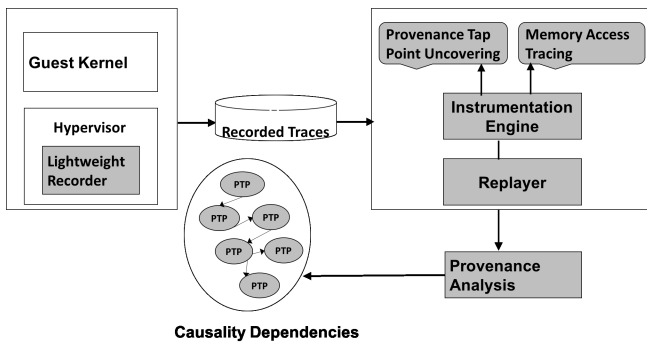 Guest Kernel
Hypervisor
Lightweight
Recorder
Recorded Traces
Provenance Tap
Point Uncovering
Memory Access
Tracing
Instrumentation
Engine
Replayer
Provenance
Analysis
PTP
PTP
PTP
PTP
PTP
PTP
Causality Dependencies